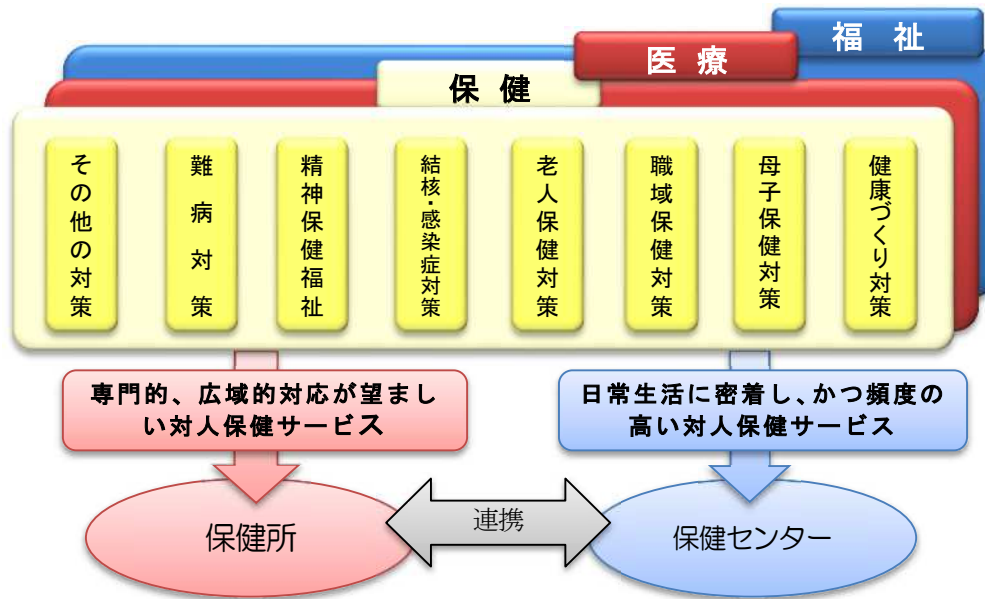 福祉
医療
保健
その他の対策
難病対策
精神保健福祉
結核・感染症対策
老人保健対策
職域保健対策
母子保健対策
健康づくり対策
専門的、広域的対応が望まし
い対人保健サービス
日常生活に密着し、かつ頻度の
高い対人保健サービス
保健所
連携
保健センター